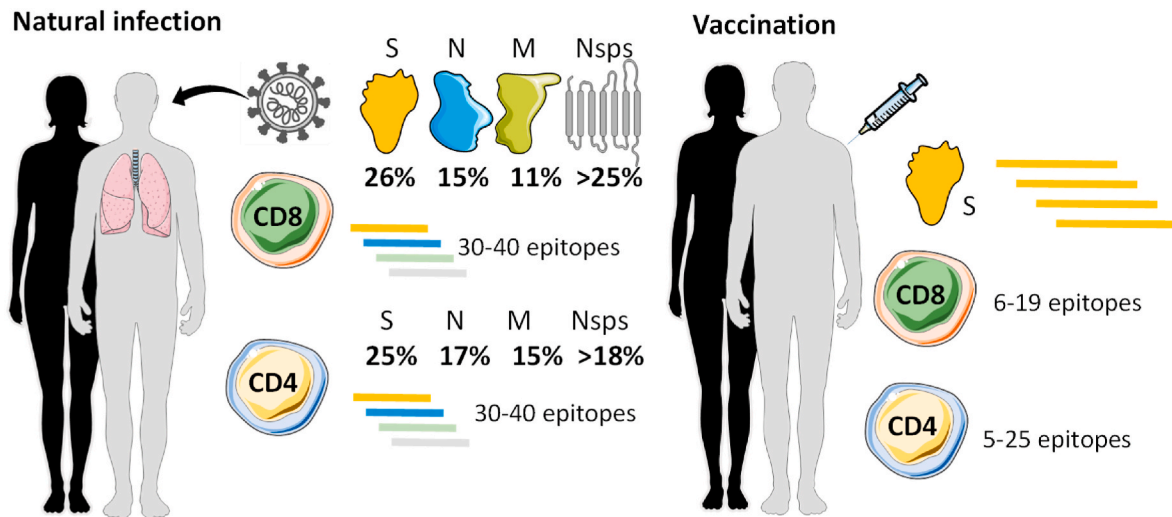 Natural infection
S N M Nsps
26% 15% 11% >25%
CD8
30-40 epitopes
S N M Nsps
25% 17% 15% >18%
CD4
30-40 epitopes
Vaccination
S
CD8
6-19 epitopes
CD4
5-25 epitopes